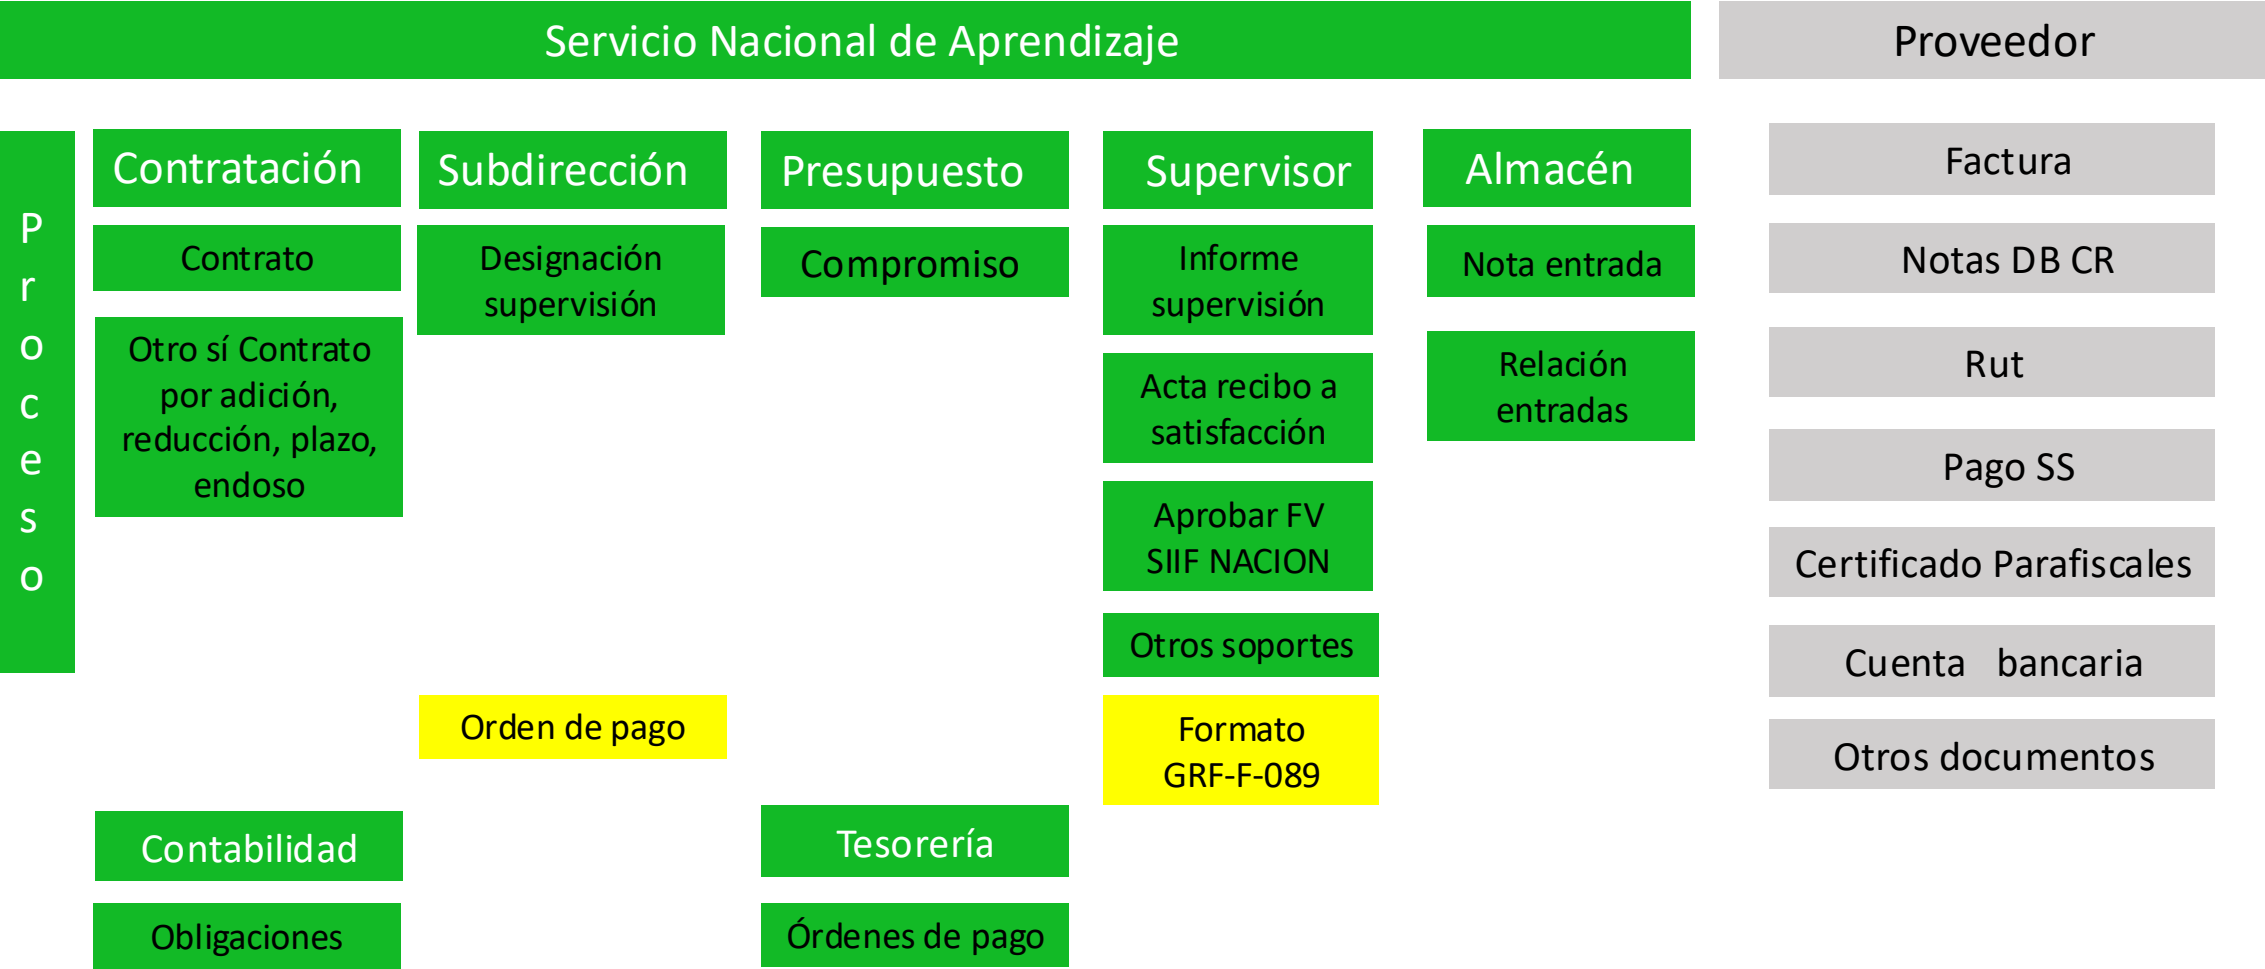 Servicio Nacional de Aprendizaje
Proveedor
Proceso
Contratación
Contrato
Otro sí Contrato
por adición,
reducción, plazo,
endoso
Subdirección
Designación
supervisión
Orden de pago
Presupuesto
Compromiso
Supervisor
Informe
supervisión
Acta recibo a
satisfacción
Aprobar FV
SIIF NACION
Otros soportes
Formato
GRF-F-089
Almacén
Nota entrada
Relación
entradas
Contabilidad
Obligaciones
Tesorería
Órdenes de pago
Factura
Notas DB CR
Rut
Pago SS
Certificado Parafiscales
Cuenta bancaria
Otros documentos